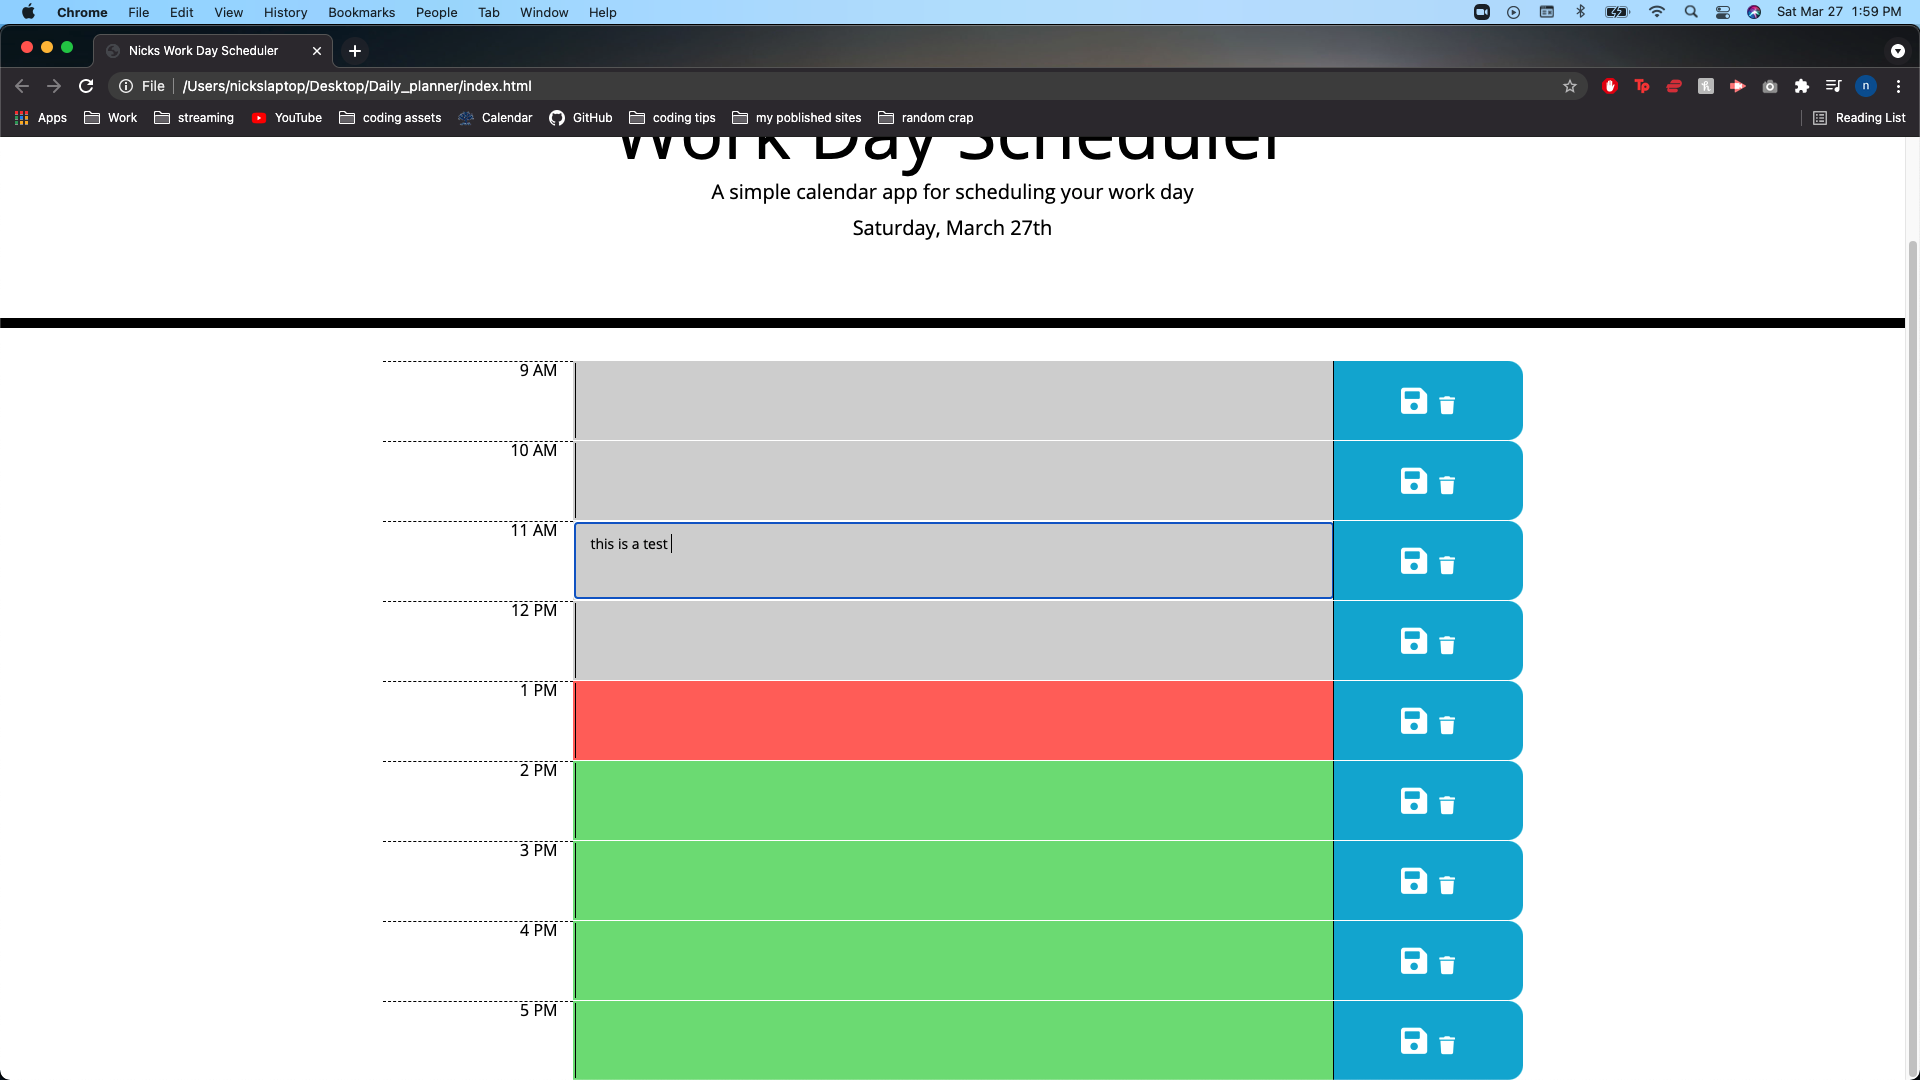 Chrome File Edit View History Bookmarks People Tab Window Help Sat Mar 27 1:59 PM
Nicks Work Day Scheduler
File /Users/nickslaptop/Desktop/Daily_planner/index.html Tp n
Apps Work streaming YouTube coding assets Calendar GitHub coding tips my poblished sites random crap Reading List
Work Day Scheduler
A simple calendar app for scheduling your work day
Saturday, March 27th
9 AM
10 AM
11 AM this is a test
12 PM
1 PM
2 PM
3 PM
4 PM
5 PM